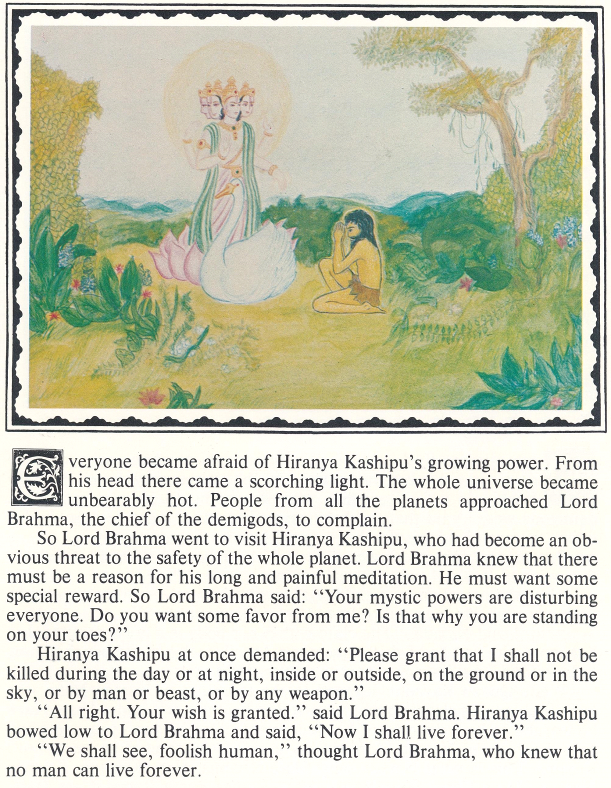 Everyone became afraid of Hiranya Kashipu's growing power. From
his head there came a scorching light. The whole universe became
unbearably hot. People from all the planets approached Lord
Brahma, the chief of the demigods, to complain.
So Lord Brahma went to visit Hiranya Kashipu, who had become an ob-
vious threat to the safety of the whole planet. Lord Brahma knew that there
must be a reason for his long and painful meditation. He must want some
special reward. So Lord Brahma said: “Your mystic powers are disturbing
everyone. Do you want some favor from me? Is that why you are standing
on your toes?”
Hiranya Kashipu at once demanded: “Please grant that I shall not be
killed during the day or at night, inside or outside, on the ground or in the
sky, or by man or beast, or by any weapon.”
“All right. Your wish is granted.” said Lord Brahma. Hiranya Kashipu
bowed low to Lord Brahma and said, “Now I shall live forever.”
“We shall see, foolish human,” thought Lord Brahma, who knew that
no man can live forever.